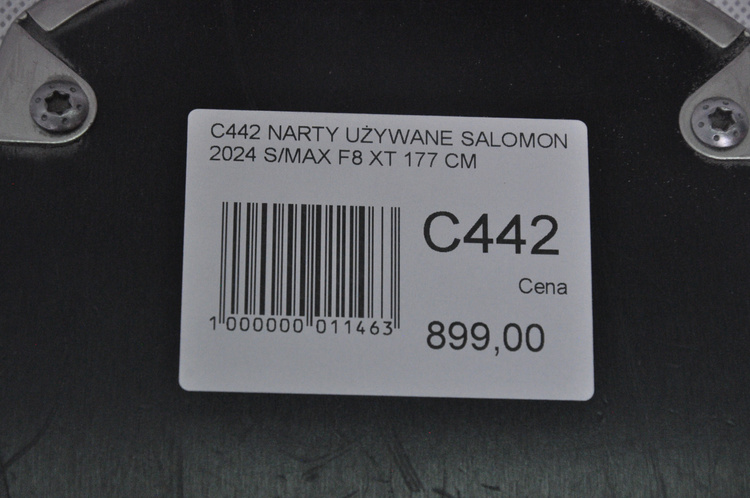 C442 NARTY UŻYWANE SALOMON
2024 S/MAX F8 XT 177 CM
C442
Cena
899,00
1 000000 011463